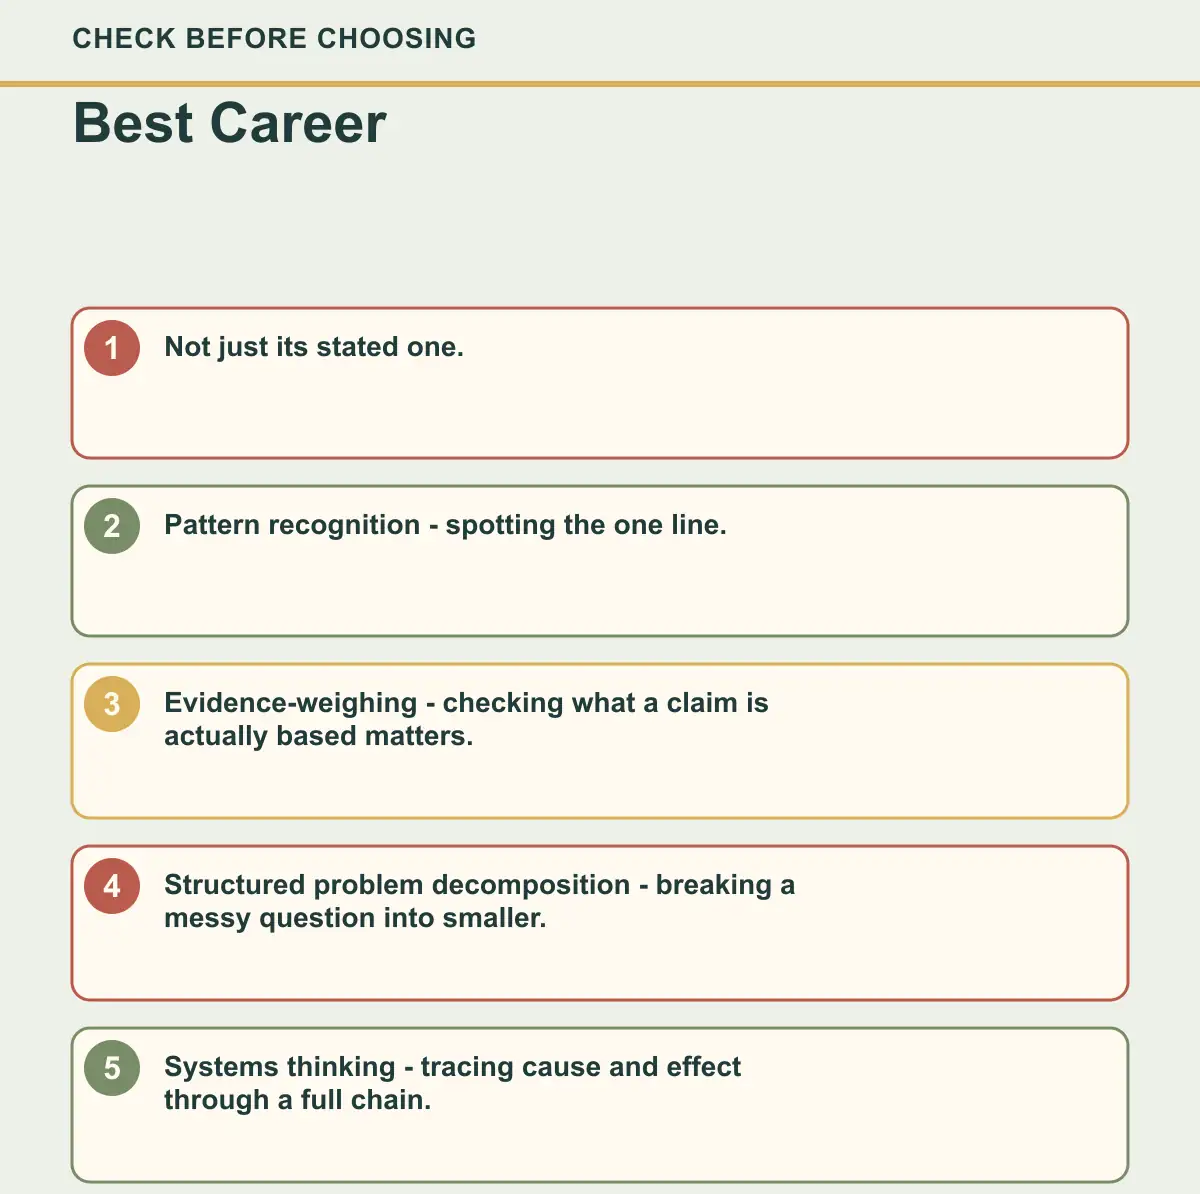 CHECK BEFORE CHOOSING
Best Career
1
Not just its stated one.
2
Pattern recognition - spotting the one line.
3
Evidence-weighing - checking what a claim is
actually based matters.
4
Structured problem decomposition - breaking a
messy question into smaller.
5
Systems thinking - tracing cause and effect
through a full chain.